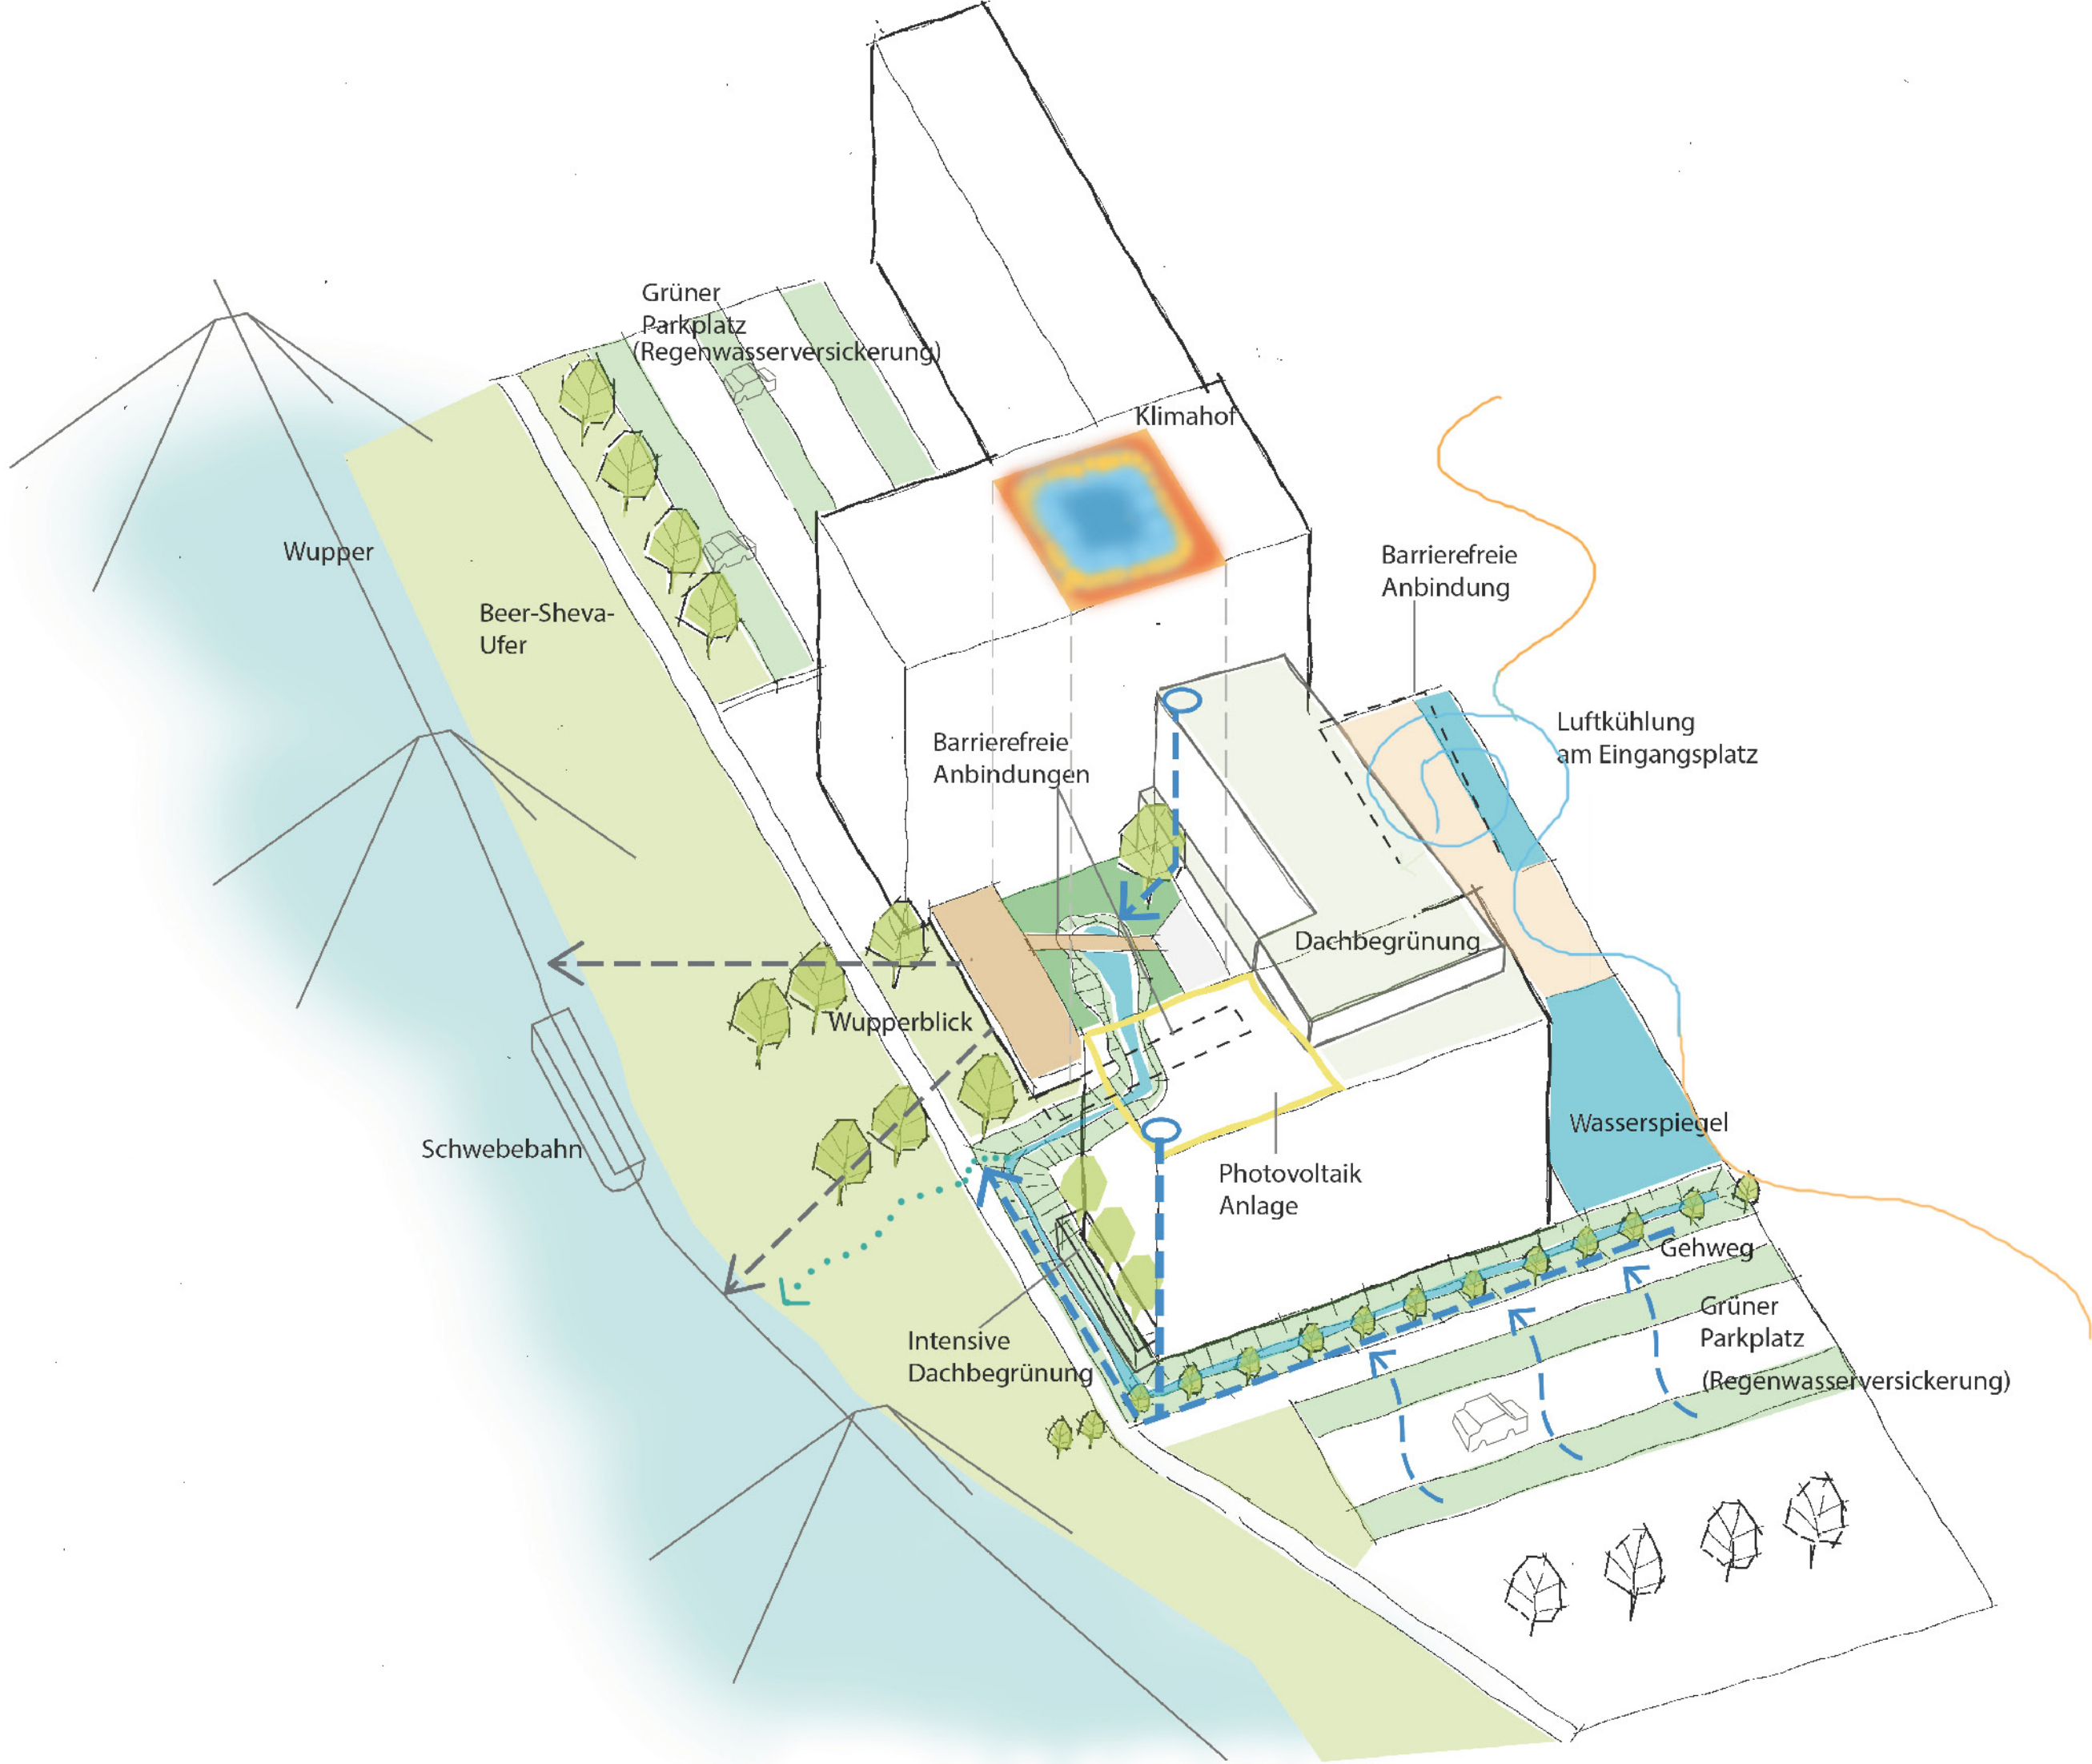 Grüner
Parkplatz
(Regenwasserversickerung)
Klimahof
Wupper
Beer-Sheva-
Ufer
Barrierefreie
Anbindung
Luftkühlung
am Eingangsplatz
Barrierefreie
Anbindungen
Dachbegrünung
Wupperblick
Schwebebahn
Wasserspiegel
Photovoltaik
Anlage
Gehweg
Grüner
Parkplatz
(Regenwasserversickerung)
Intensive
Dachbegrünung